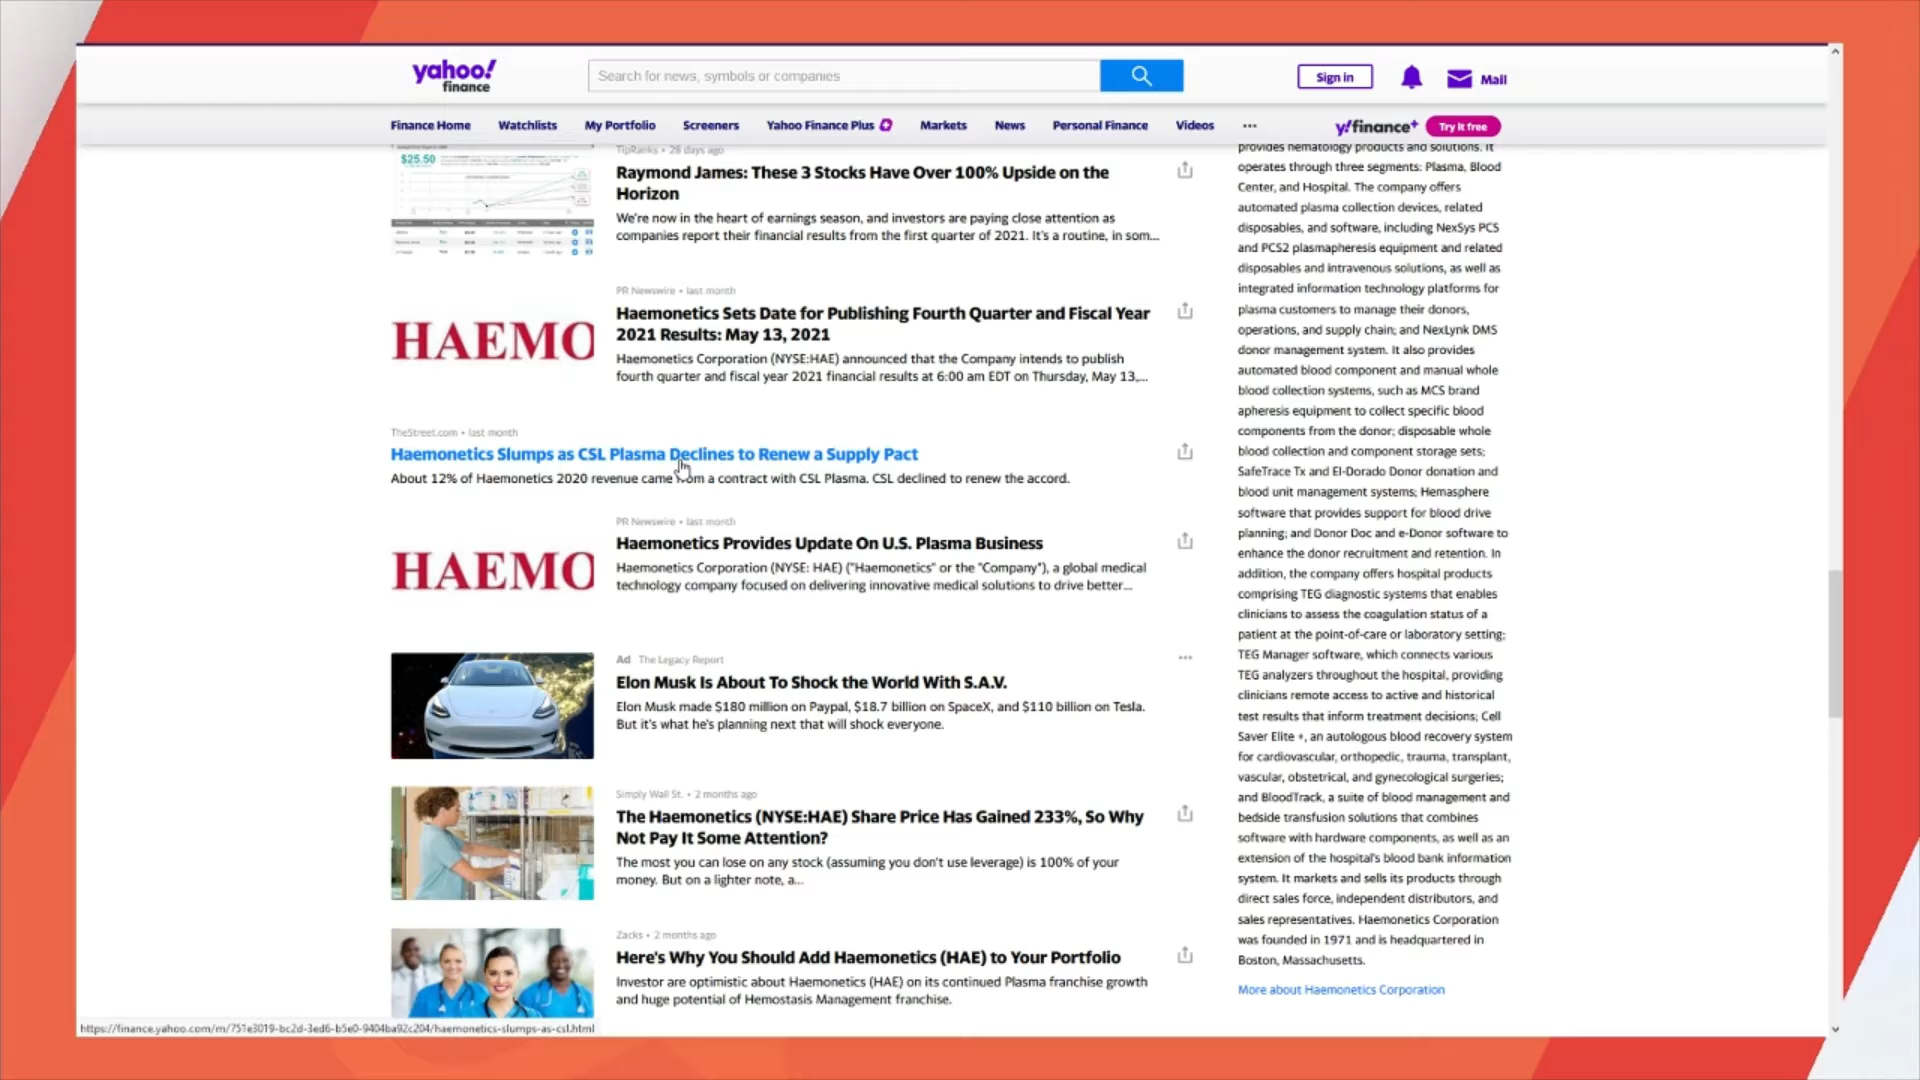 yahoo!
finance
Search for news, symbols or companies
Sign in
Mail
Finance Home
Watchlists
My Portfolio
Screeners
Yahoo Finance Plus
Markets
News
Personal Finance
Videos
...
y!finance+
Try it free
$25.50
TipRanks • 28 days ago
Raymond James: These 3 Stocks Have Over 100% Upside on the
Horizon
We're now in the heart of earnings season, and investors are paying close attention as
companies report their financial results from the first quarter of 2021. It's a routine, in som...
HAEMO
PR Newswire • last month
Haemonetics Sets Date for Publishing Fourth Quarter and Fiscal Year
2021 Results: May 13, 2021
Haemonetics Corporation (NYSE:HAE) announced that the Company intends to publish
fourth quarter and fiscal year 2021 financial results at 6:00 am EDT on Thursday, May 13,...
TheStreet.com • last month
Haemonetics Slumps as CSL Plasma Declines to Renew a Supply Pact
About 12% of Haemonetics 2020 revenue came from a contract with CSL Plasma. CSL declined to renew the accord.
HAEMO
PR Newswire • last month
Haemonetics Provides Update On U.S. Plasma Business
Haemonetics Corporation (NYSE: HAE) ("Haemonetics" or the "Company"), a global medical
technology company focused on delivering innovative medical solutions to drive better...
Ad The Legacy Report
Elon Musk Is About To Shock the World With S.A.V.
Elon Musk made $180 million on Paypal, $18.7 billion on SpaceX, and $110 billion on Tesla.
But it's what he's planning next that will shock everyone.
Simply Wall St. • 2 months ago
The Haemonetics (NYSE:HAE) Share Price Has Gained 233%, So Why
Not Pay It Some Attention?
The most you can lose on any stock (assuming you don't use leverage) is 100% of your
money. But on a lighter note, a...
Zacks • 2 months ago
Here's Why You Should Add Haemonetics (HAE) to Your Portfolio
Investor are optimistic about Haemonetics (HAE) on its continued Plasma franchise growth
and huge potential of Hemostasis Management franchise.
provides hematology products and solutions. It
operates through three segments: Plasma, Blood
Center, and Hospital. The company offers
automated plasma collection devices, related
disposables, and software, including NexSys PCS
and PCS2 plasmapheresis equipment and related
disposables and intravenous solutions, as well as
integrated information technology platforms for
plasma customers to manage their donors,
operations, and supply chain; and NexLynk DMS
donor management system. It also provides
automated blood component and manual whole
blood collection systems, such as MCS brand
apheresis equipment to collect specific blood
components from the donor; disposable whole
blood collection and component storage sets;
SafeTrace Tx and El-Dorado Donor donation and
blood unit management systems; Hemasphere
software that provides support for blood drive
planning; and Donor Doc and e-Donor software to
enhance the donor recruitment and retention. In
addition, the company offers hospital products
comprising TEG diagnostic systems that enables
clinicians to assess the coagulation status of a
patient at the point-of-care or laboratory setting;
TEG Manager software, which connects various
TEG analyzers throughout the hospital, providing
clinicians remote access to active and historical
test results that inform treatment decisions; Cell
Saver Elite +, an autologous blood recovery system
for cardiovascular, orthopedic, trauma, transplant,
vascular, obstetrical, and gynecological surgeries;
and BloodTrack, a suite of blood management and
bedside transfusion solutions that combines
software with hardware components, as well as an
extension of the hospital's blood bank information
system. It markets and sells its products through
direct sales force, independent distributors, and
sales representatives. Haemonetics Corporation
was founded in 1971 and is headquartered in
Boston, Massachusetts.
More about Haemonetics Corporation
https://finance.yahoo.com/m/751e3019-bc2d-3ed6-b5e0-9404ba92c204/haemonetics-slumps-as-csl.html